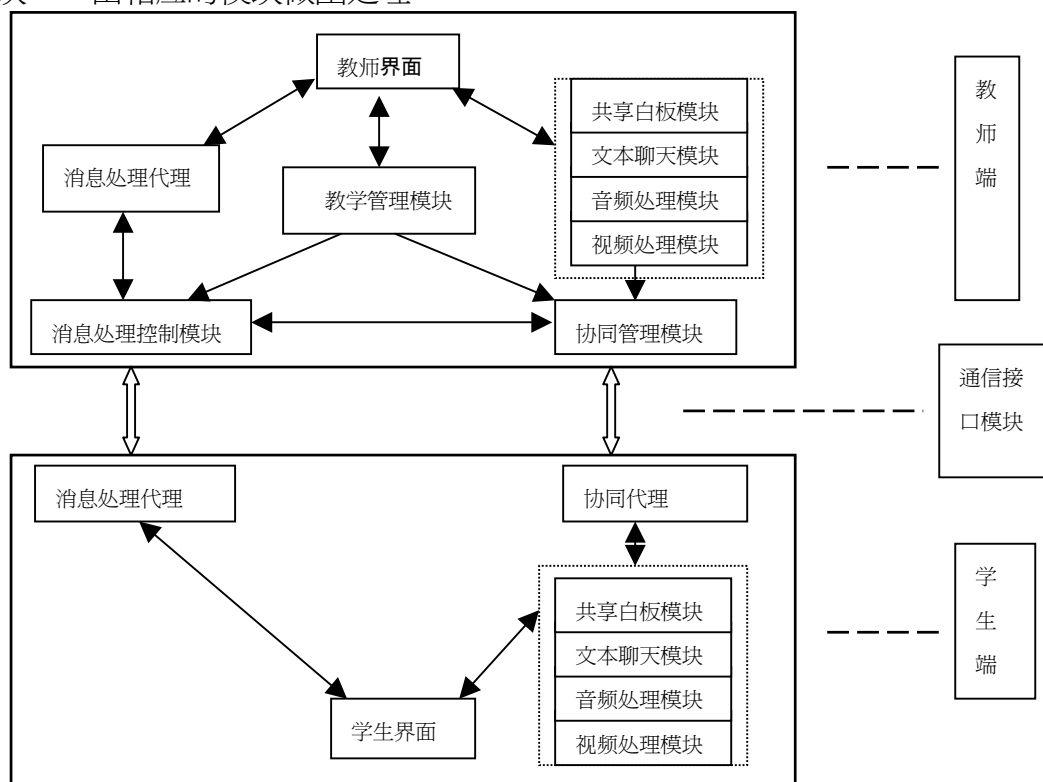 教师界面
共享白板模块
文本聊天模块
音频处理模块
视频处理模块
消息处理代理
教学管理模块
消息处理控制模块
协同管理模块
教
师
端
通信接
口模块
消息处理代理
协同代理
共享白板模块
文本聊天模块
音频处理模块
视频处理模块
学生界面
学
生
端